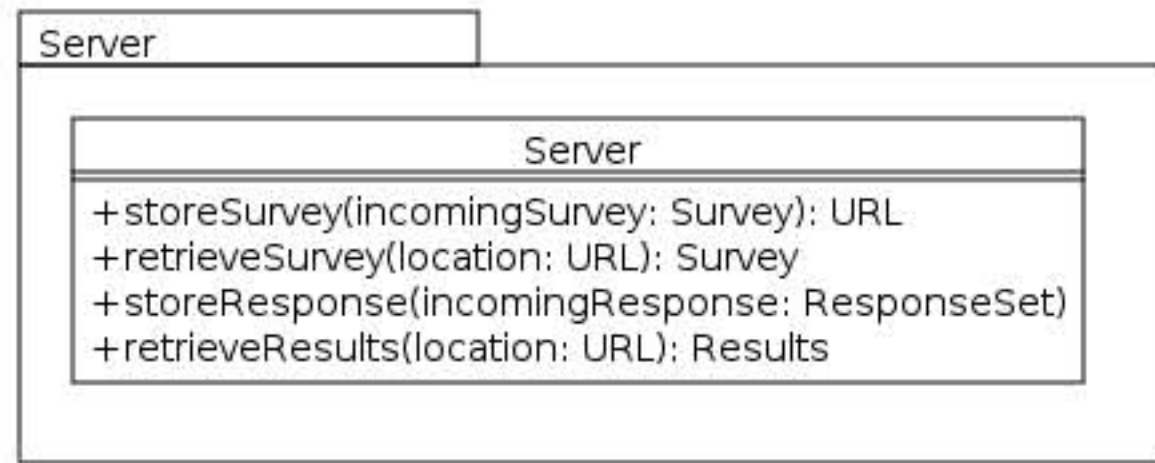 Server
Server
+storeSurvey(incomingSurvey: Survey): URL
+retrieveSurvey(location: URL): Survey
+storeResponse(incomingResponse: ResponseSet)
+retrieveResults(location: URL): Results